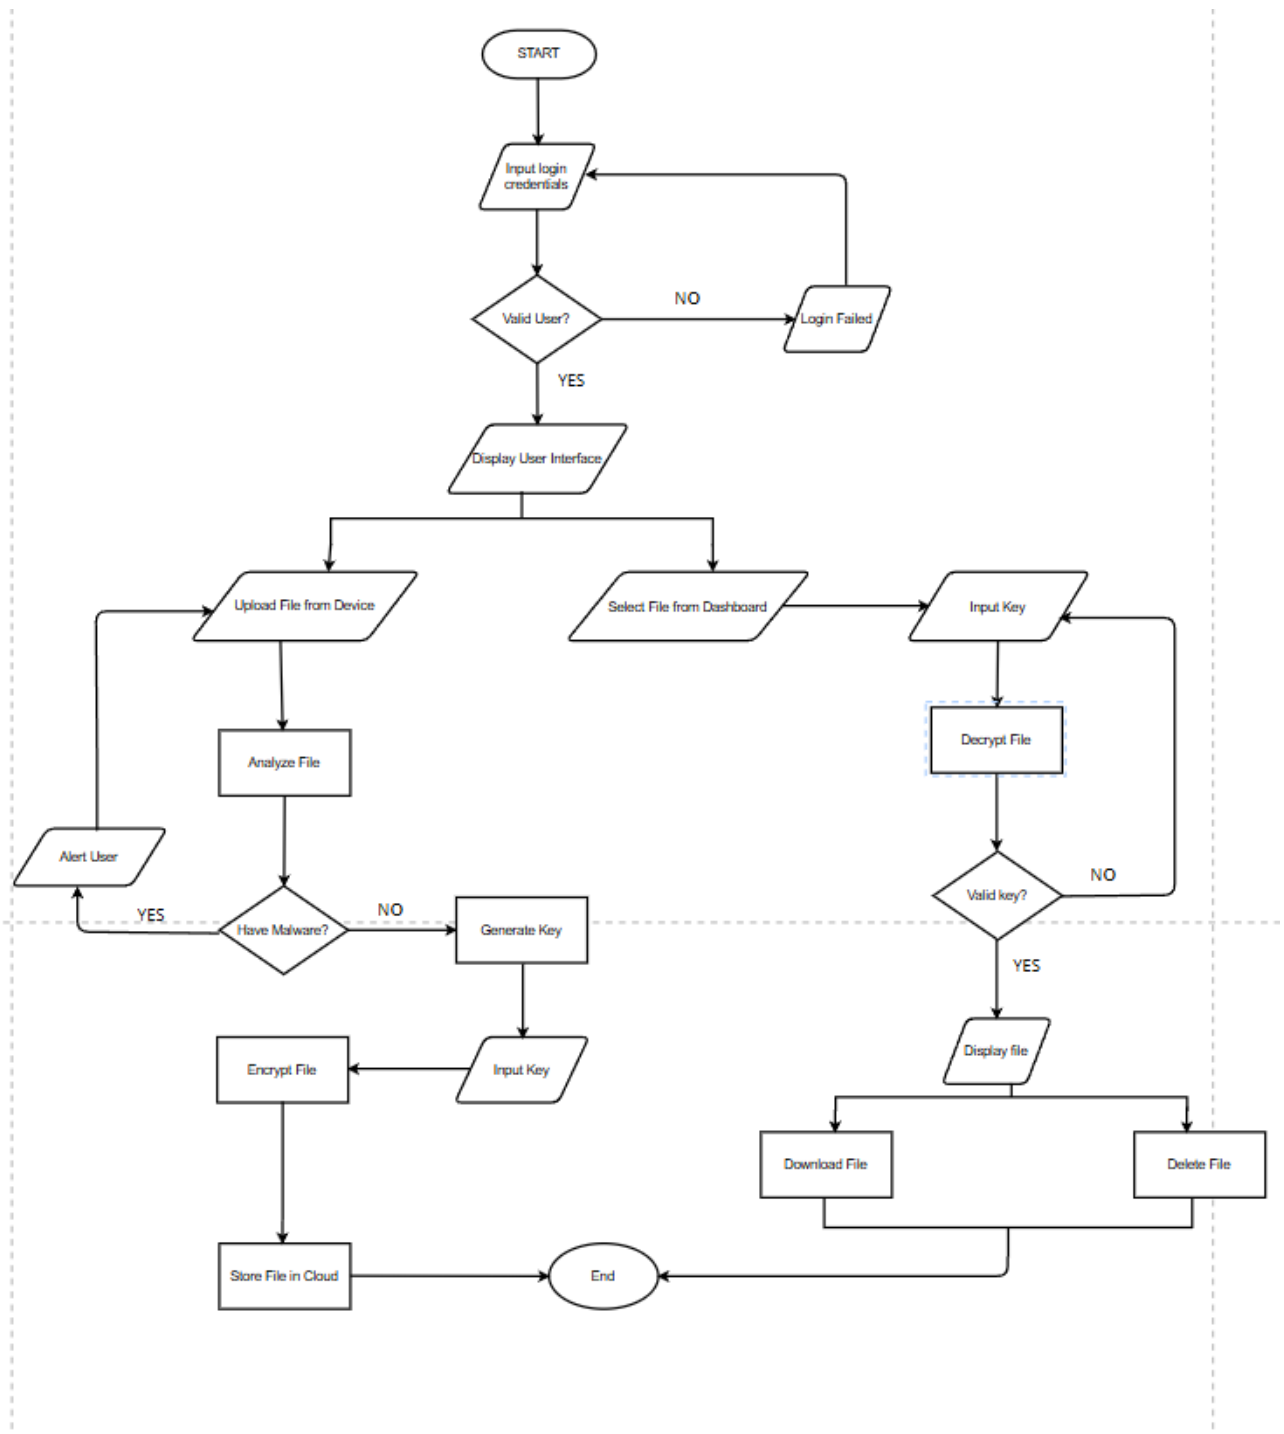 START
Input login
credentials
Valid User?
NO
Login Failed
YES
Display User Interface
Upload File from Device
Select File from Dashboard
Input Key
Decrypt File
Analyze File
Alert User
Valid key?
NO
YES
Have Malware?
NO
Generate Key
YES
Display file
Encrypt File
Input Key
Download File
Delete File
Store File in Cloud
End